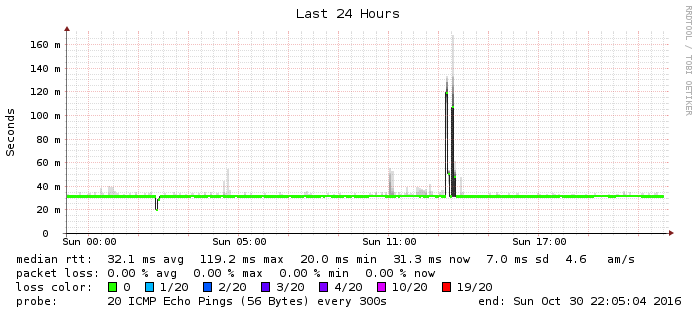 Last 24 Hours
RRDTOOL / TOBI OETIKER
Seconds
160 m
140 m
120 m
100 m
80 m
60 m
40 m
20 m
0
Sun 00:00 Sun 05:00 Sun 11:00 Sun 17:00
median rtt: 32.1 ms avg 119.2 ms max 20.0 ms min 31.3 ms now 7.0 ms sd 4.6 am/s
packet loss: 0.00 % avg 0.00 % max 0.00 % min 0.00 % now
loss color: 0 1/20 2/20 3/20 4/20 10/20 19/20
probe: 20 ICMP Echo Pings (56 Bytes) every 300s end: Sun Oct 30 22:05:04 2016